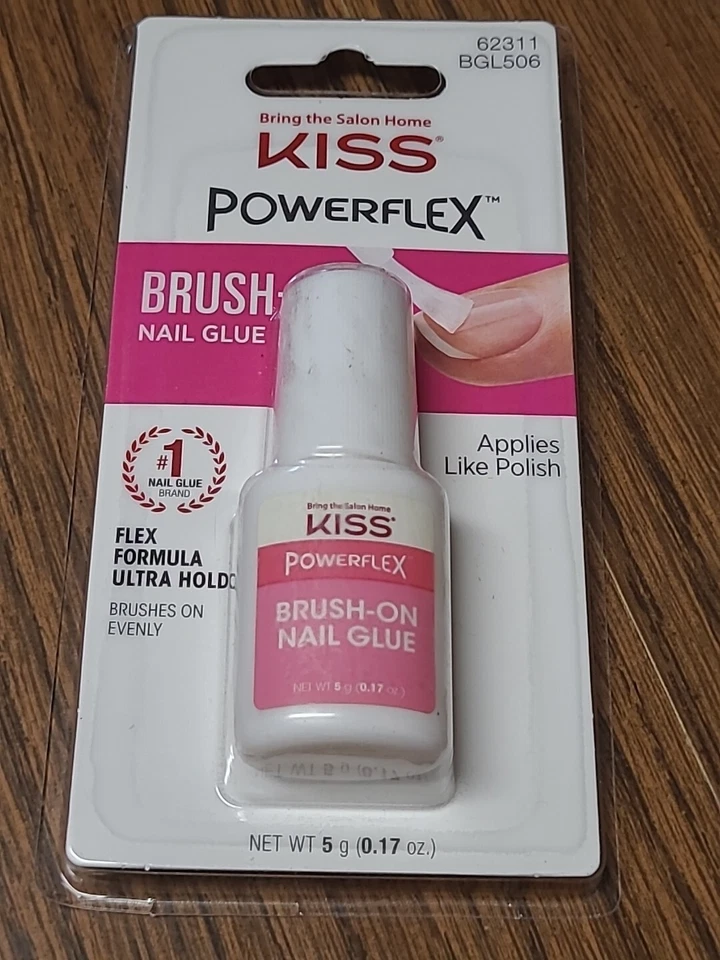 62311
BGL506
Bring the Salon Home
KISS®
POWERFLEX™
BRUSH-
NAIL GLUE
#1
NAIL GLUE
BRAND
Applies
Like Polish
FLEX
FORMULA
ULTRA HOLD
BRUSHES ON
EVENLY
Bring the Salon Home
KISS®
POWERFLEX
BRUSH-ON
NAIL GLUE
NET WT 5 g (0.17 oz.)
NET WT 5 g (0.17 oz.)